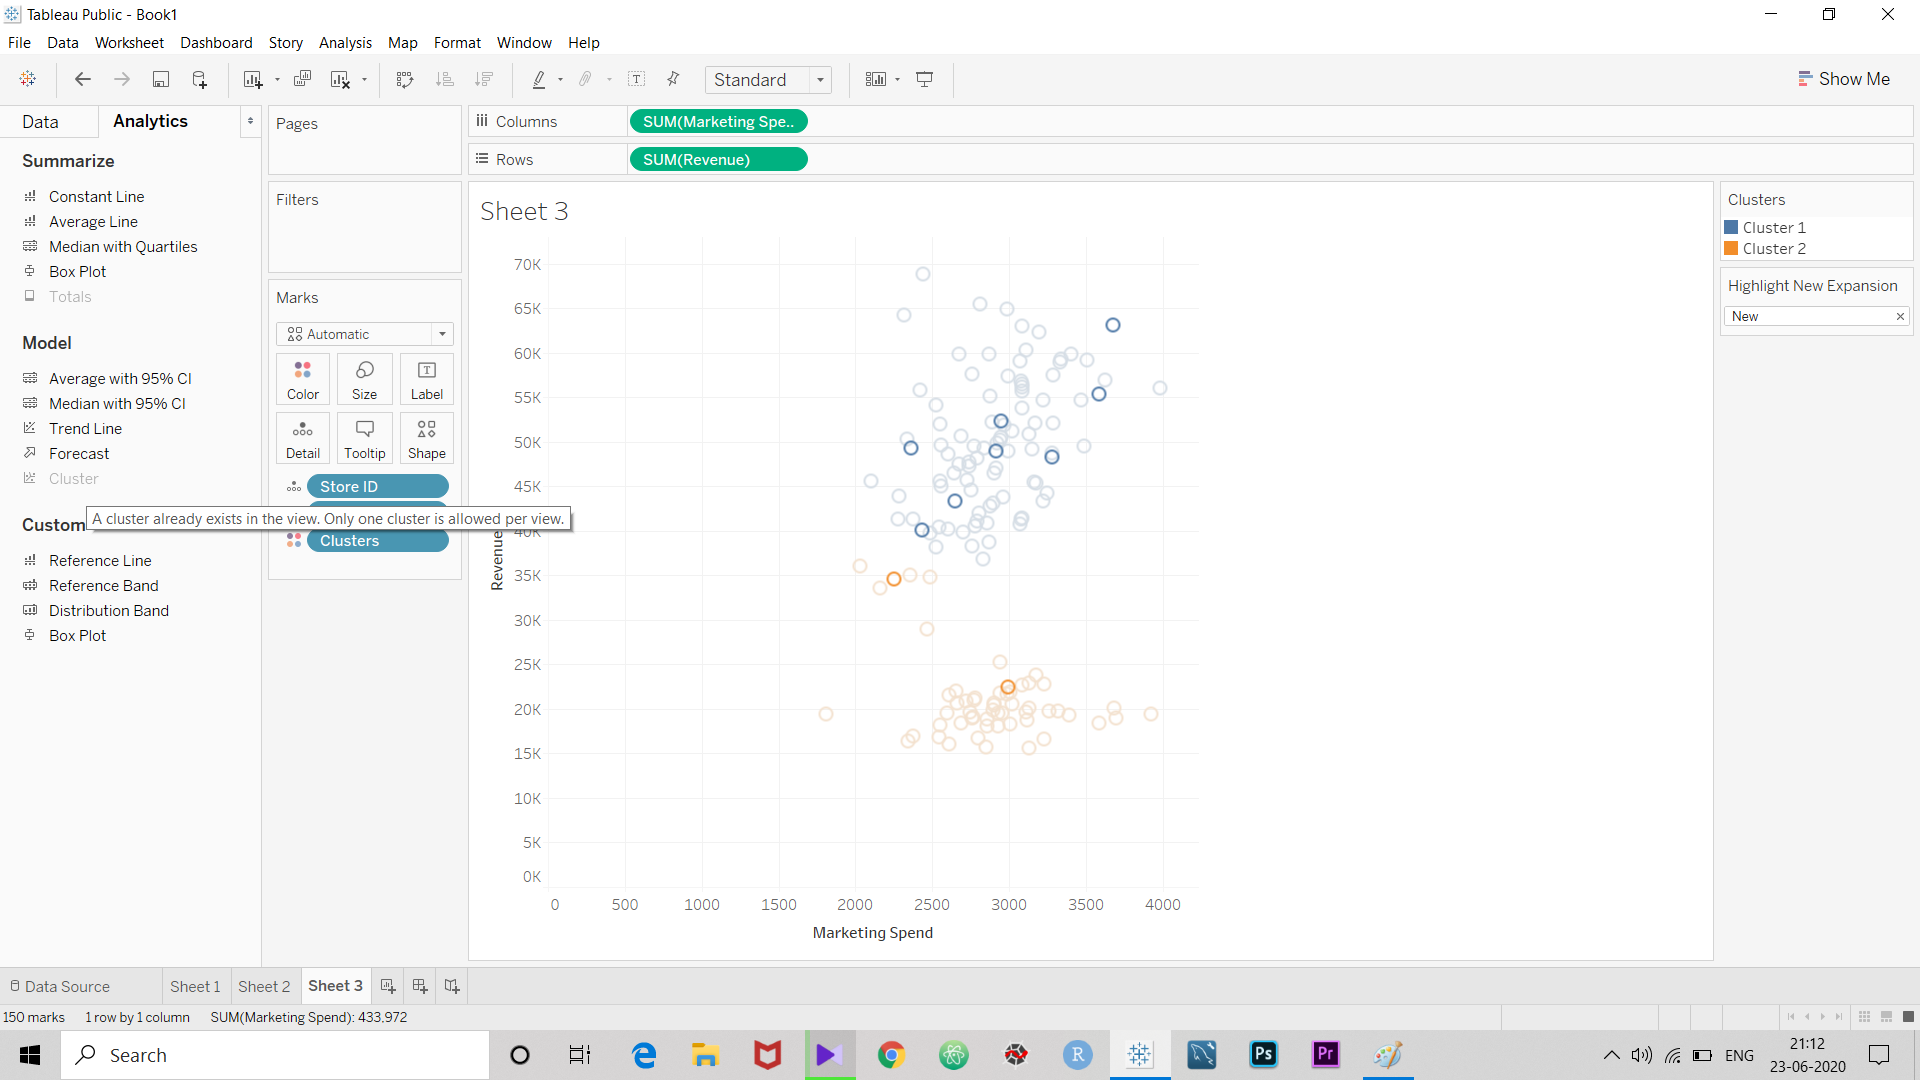 Tableau Public - Book1
File Data Worksheet Dashboard Story Analysis Map Format Window Help
Standard
Show Me
Data Analytics
Summarize
Constant Line
Average Line
Median with Quartiles
Box Plot
Totals
Model
Average with 95% CI
Median with 95% CI
Trend Line
Forecast
Cluster
Custom
A cluster already exists in the view. Only one cluster is allowed per view.
Reference Line
Reference Band
Distribution Band
Box Plot
Pages
Filters
Marks
Automatic
Color Size Label
T
Detail Tooltip Shape
Store ID
Clusters
Columns SUM(Marketing Spe..
Rows SUM(Revenue)
Sheet 3
70K
65K
60K
55K
50K
45K
40K
35K
30K
25K
20K
15K
10K
5K
0K
Revenue
0 500 1000 1500 2000 2500 3000 3500 4000
Marketing Spend
Clusters
Cluster 1
Cluster 2
Highlight New Expansion
New
Data Source Sheet 1 Sheet 2 Sheet 3
150 marks 1 row by 1 column SUM(Marketing Spend): 433,972
Search
R
Ps
Pr
ENG
21:12
23-06-2020